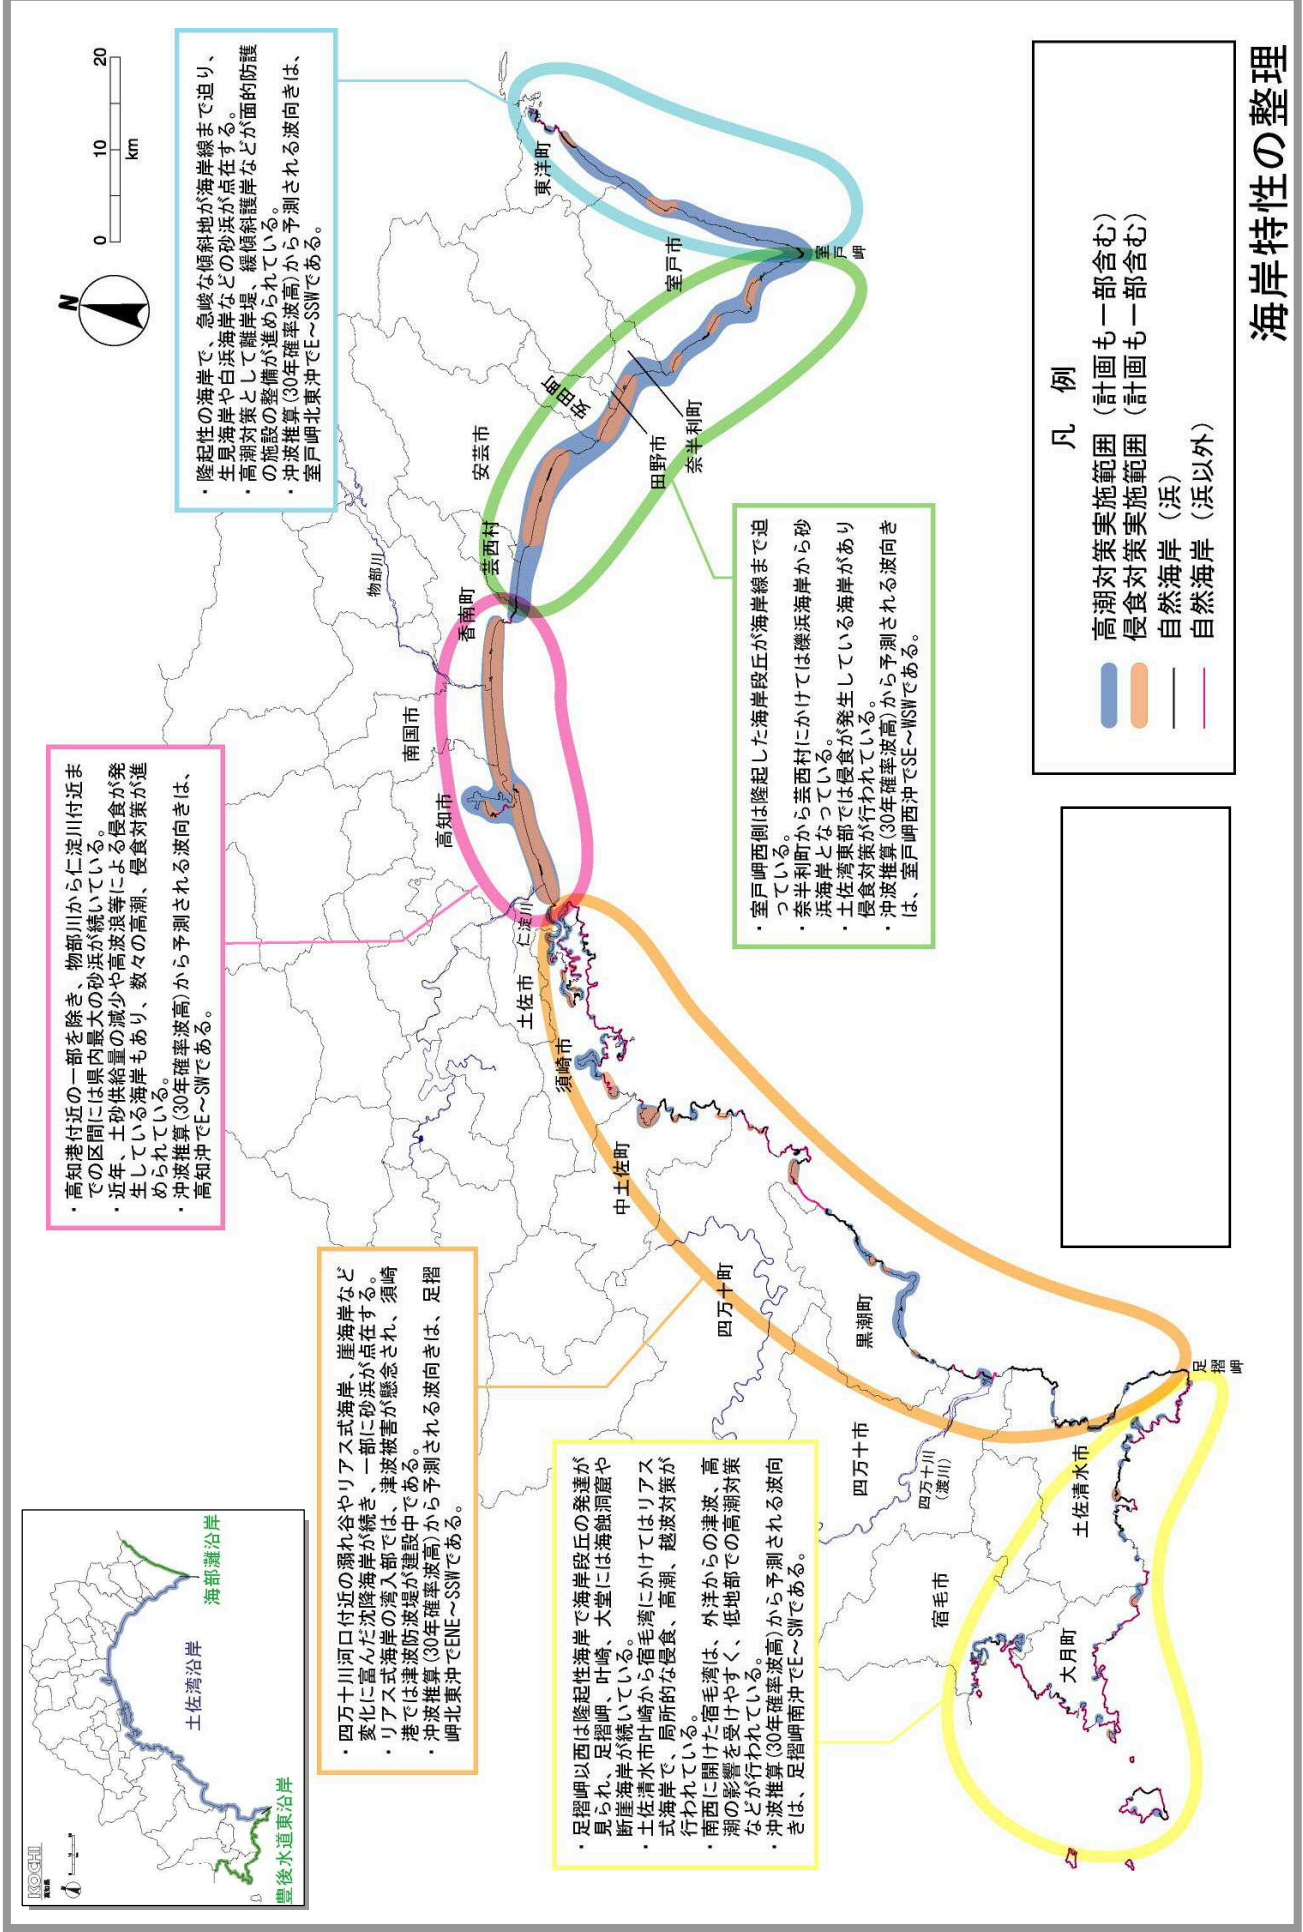 海岸特性の整理
KOCHI
高知県
豊後水道東沿岸
土佐湾沿岸
海部灘沿岸
・高知港付近の一部を除き、物部川から仁淀川付近ま
での区間には県内最大の砂浜が続いている。
・近年、土砂供給量の減少や高波浪等による侵食が発
生している海岸もあり、数々の高潮、侵食対策が進
められている。
・沖波推算(30年確率波高)から予測される波向きは、
高知沖でE～SWである。
・隆起性の海岸で、急峻な傾斜地が海岸線まで迫り、
生見海岸や白浜海岸などの砂浜が点在する。
・高潮対策として離岸堤、緩傾斜護岸などが面的防護
の施設の整備が進められている。
・沖波推算(30年確率波高)から予測される波向きは、
室戸岬北東沖でE～SSWである。
N
0
10
20
km
・四万十川河口付近の溺れ谷やリアス式海岸、崖海岸など
変化に富んだ沈降海岸が続き、一部に砂浜が点在する。
・リアス式海岸の湾入部では、津波被害が懸念され、須崎
港では津波防波堤が建設中である。
・沖波推算(30年確率波高)から予測される波向きは、足摺
岬北東沖でENE～SSWである。
・足摺岬以西は隆起性海岸で海岸段丘の発達が
見られ、足摺岬、叶崎、大堂には海蝕洞窟や
断崖海岸が続いている。
・土佐清水市叶崎から宿毛湾にかけてはリアス
式海岸で、局所的な侵食、高潮、越波対策が
行われている。
・南西に開けた宿毛湾は、外洋からの津波、高
潮の影響を受けやすく、低地部での高潮対策
などが行われている。
・沖波推算(30年確率波高)から予測される波向
きは、足摺岬南沖でE～SWである。
・室戸岬西側は隆起した海岸段丘が海岸線まで迫
っている。
・奈半利町から芸西村にかけては礫浜海岸から砂
浜海岸となっている。
・土佐湾東部では侵食が発生している海岸があり
侵食対策が行われている。
・沖波推算(30年確率波高)から予測される波向き
は、室戸岬西沖でSE～WSWである。
東洋町
室戸市
室戸岬
安田町
安芸市
田野市
奈半利町
芸西村
物部川
香南町
南国市
高知市
仁淀川
土佐市
須崎市
中土佐町
四万十町
黒潮町
足摺岬
四万十市
四万十川
(渡川)
土佐清水市
宿毛市
大月町
凡 例
高潮対策実施範囲（計画も一部含む）
侵食対策実施範囲（計画も一部含む）
自然海岸（浜）
自然海岸（浜以外）